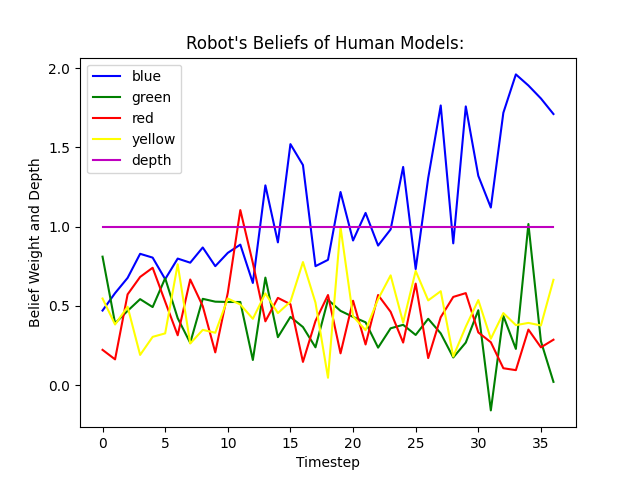 Robot's Beliefs of Human Models:
blue
green
red
yellow
depth
2.0
1.5
1.0
0.5
0.0
Belief Weight and Depth
0 5 10 15 20 25 30 35
Timestep